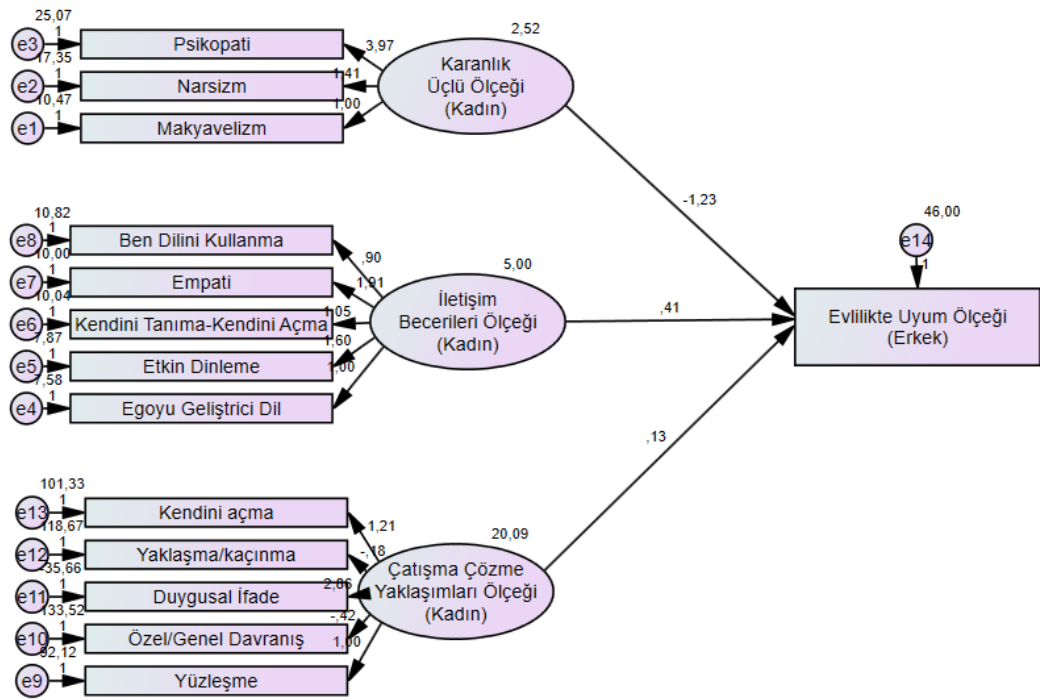 25,07
e3
1
Psikopati
3,97
17,35
e2
1
Narsizm
1,41
10,47
e1
1
Makyavelizm
1,00
2,52
Karanlık
Üçlü Ölçeği
(Kadın)
-1,23
10,82
e8
1
Ben Dilini Kullanma
,90
10,00
e7
1
Empati
1,91
10,04
e6
1
Kendini Tanıma-Kendini Açma
1,05
7,87
e5
1
Etkin Dinleme
1,60
7,58
e4
1
Egoyu Geliştrici Dil
1,00
5,00
İletişim
Becerileri Ölçeği
(Kadın)
,41
46,00
e14
1
Evlilikte Uyum Ölçeği
(Erkek)
,13
101,33
e13
1
Kendini açma
1,21
118,67
e12
1
Yaklaşma/kaçınma
-,18
-35,66
e11
1
Duygusal İfade
2,86
133,52
e10
1
Özel/Genel Davranış
-,42
92,12
e9
1
Yüzleşme
1,00
20,09
Çatışma Çözme
Yaklaşımları Ölçeği
(Kadın)